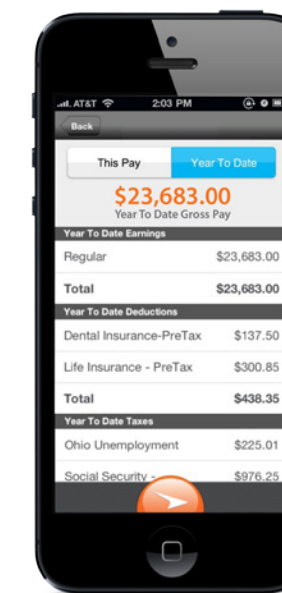 AT&T 2:03 PM
Back
This Pay Year To Date
$23,683.00
Year To Date Gross Pay
Year To Date Earnings
Regular $23,683.00
Total $23,683.00
Year To Date Deductions
Dental Insurance-PreTax $137.50
Life Insurance - PreTax $300.85
Total $438.35
Year To Date Taxes
Ohio Unemployment $225.01
Social Security - $976.25